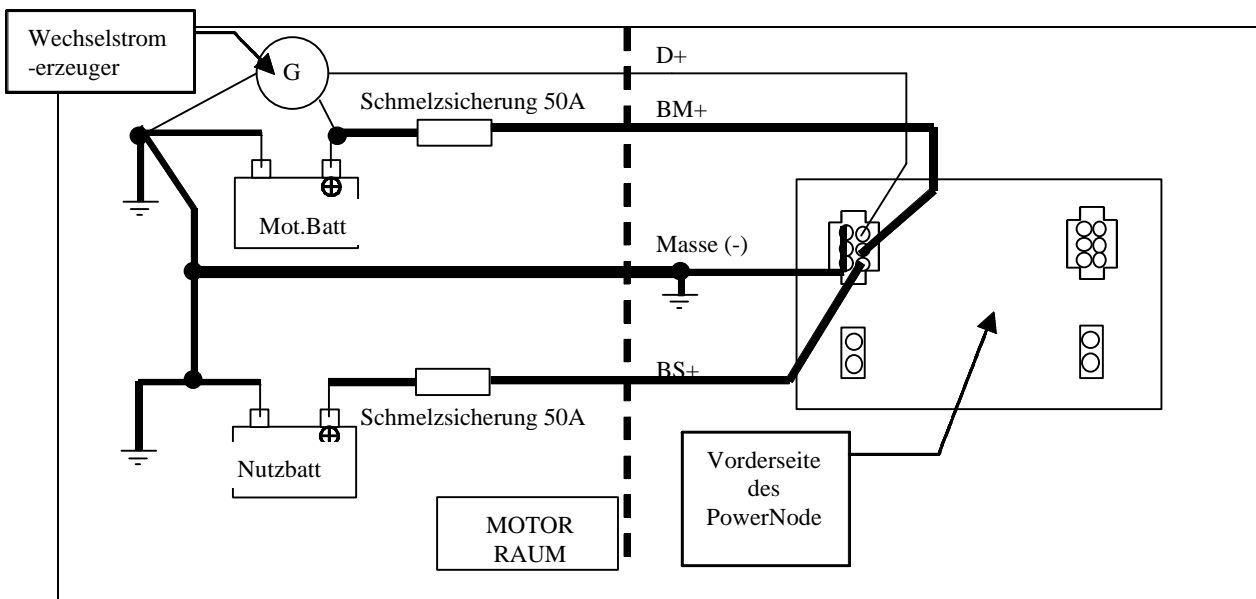 Wechselstrom
-erzeuger
G
D+
Schmelzsicherung 50A
BM+
Mot.Batt
Masse (-)
BS+
Schmelzsicherung 50A
Nutzbatt
MOTOR
RAUM
Vorderseite
des
PowerNode